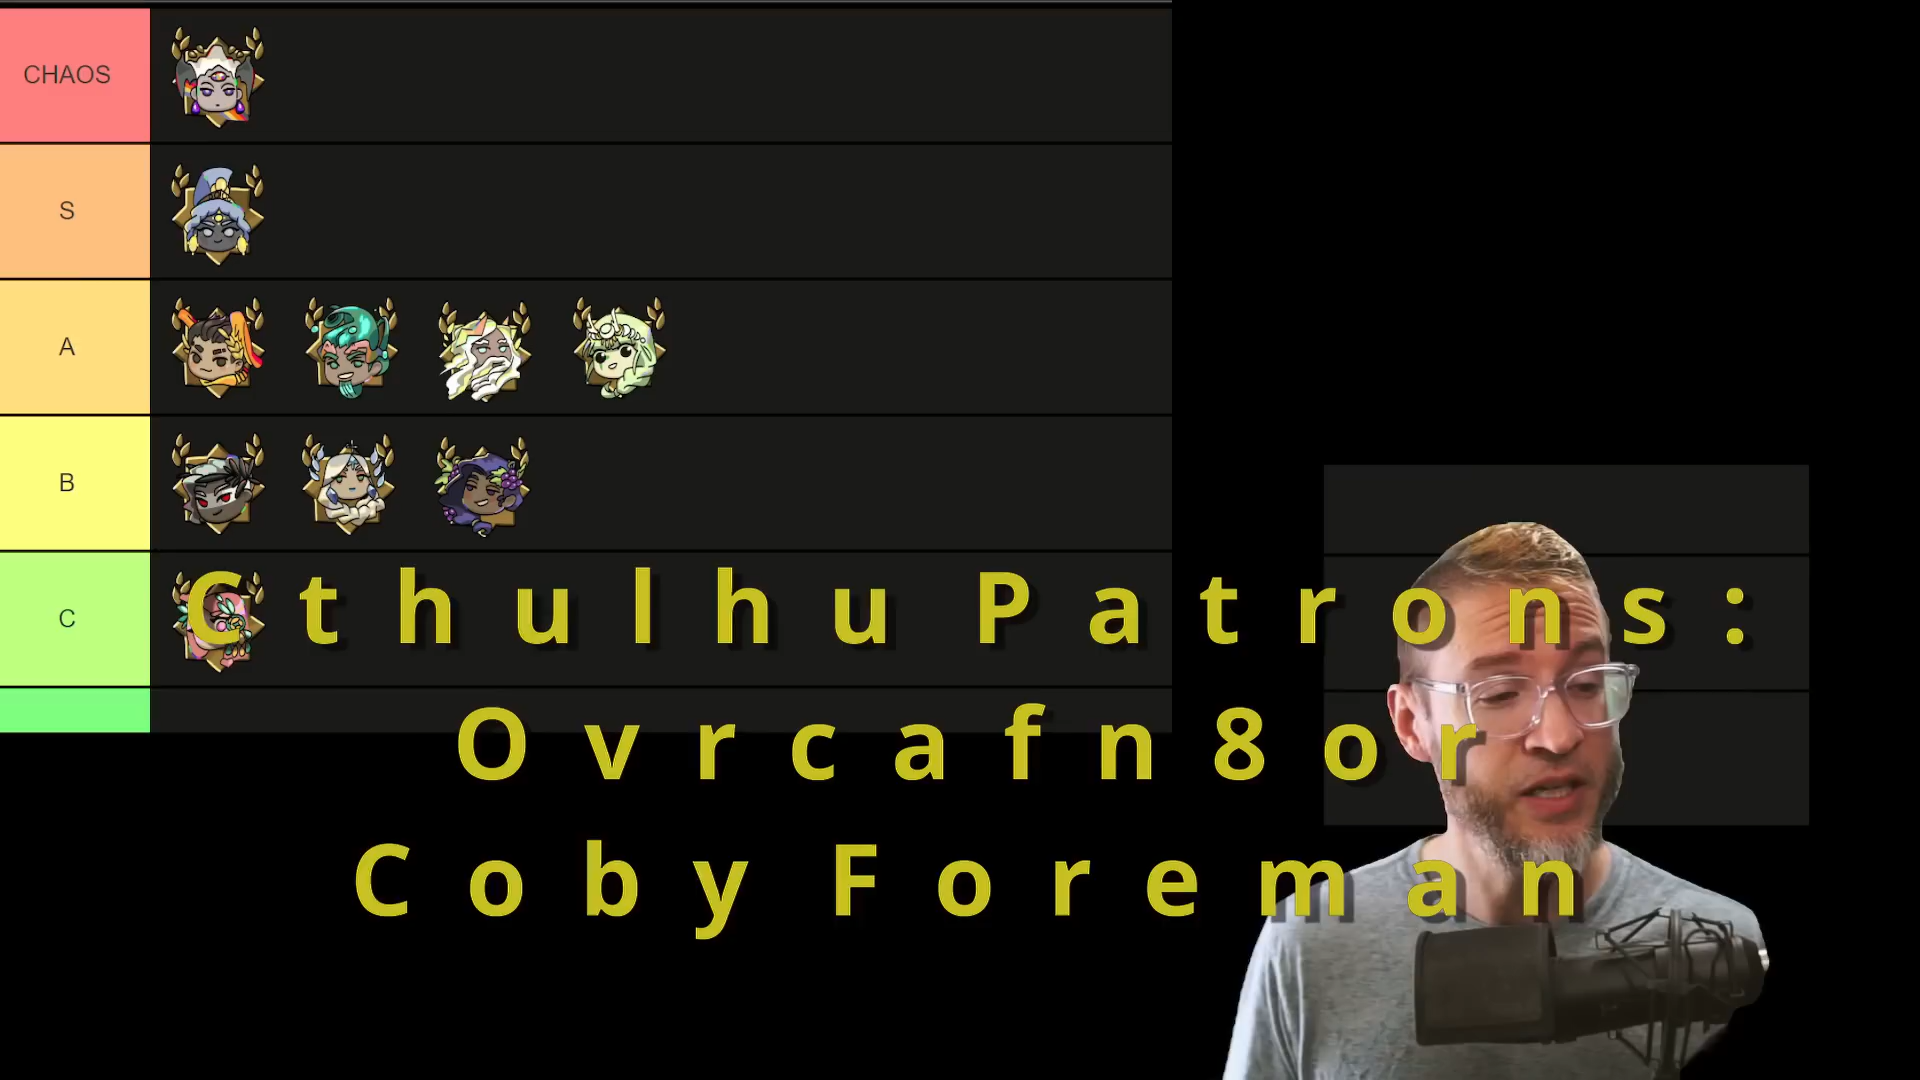 CHAOS
S
A
B
C
Cthulhu Patrons:
Ovrcafn8or
Coby Foreman